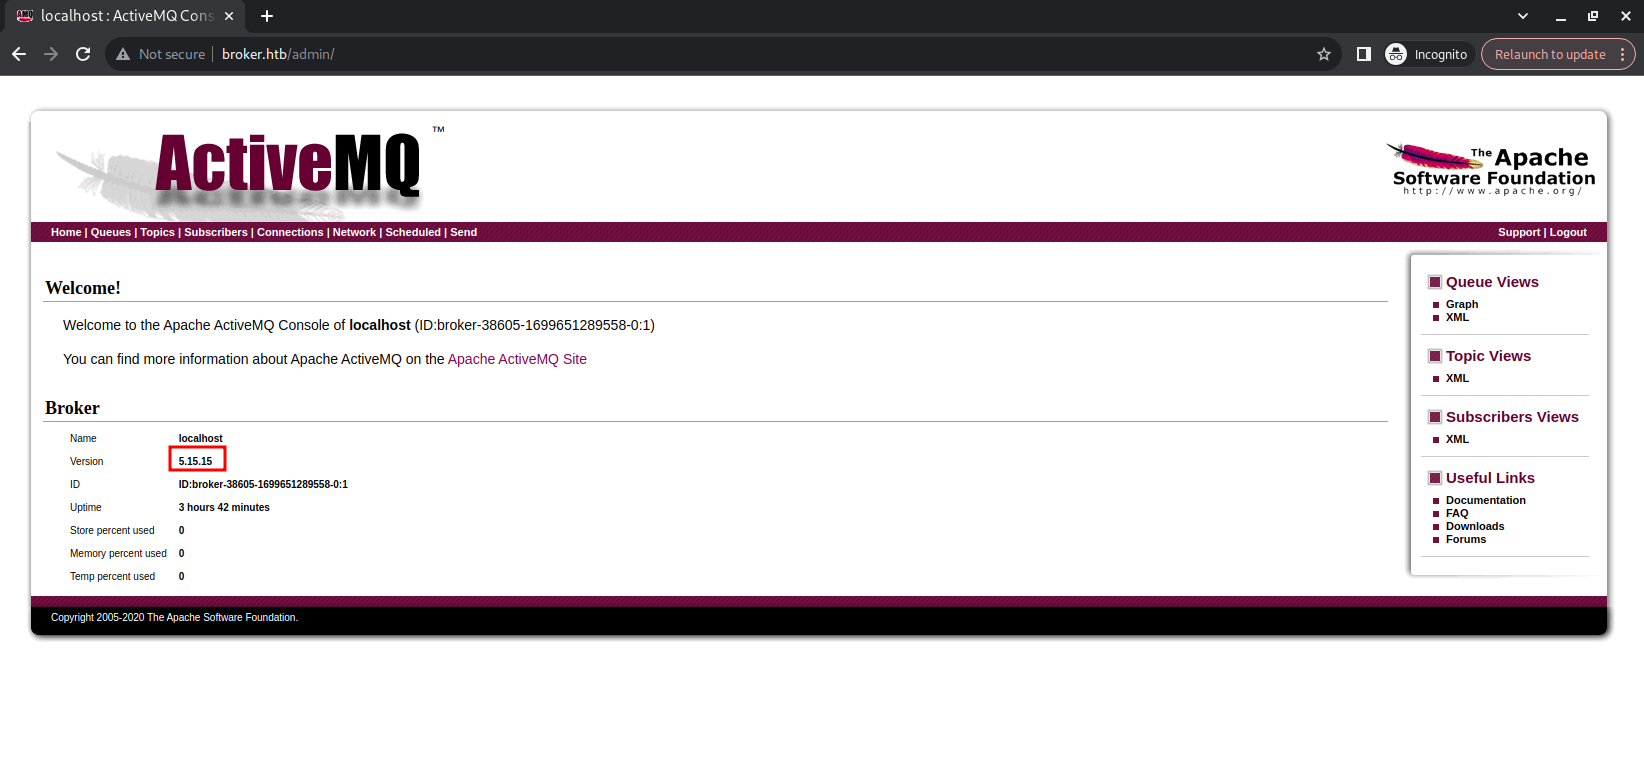 localhost : ActiveMQ Cons
Not secure | broker.htb/admin/
Incognito
Relaunch to update
ActiveMQ ™
The Apache
Software Foundation
http://www.apache.org/
Home | Queues | Topics | Subscribers | Connections | Network | Scheduled | Send
Support | Logout
Welcome!
Welcome to the Apache ActiveMQ Console of localhost (ID:broker-38605-1699651289558-0:1)
You can find more information about Apache ActiveMQ on the Apache ActiveMQ Site
Broker
Name localhost
Version 5.15.15
ID ID:broker-38605-1699651289558-0:1
Uptime 3 hours 42 minutes
Store percent used 0
Memory percent used 0
Temp percent used 0
Queue Views
Graph
XML
Topic Views
XML
Subscribers Views
XML
Useful Links
Documentation
FAQ
Downloads
Forums
Copyright 2005-2020 The Apache Software Foundation.